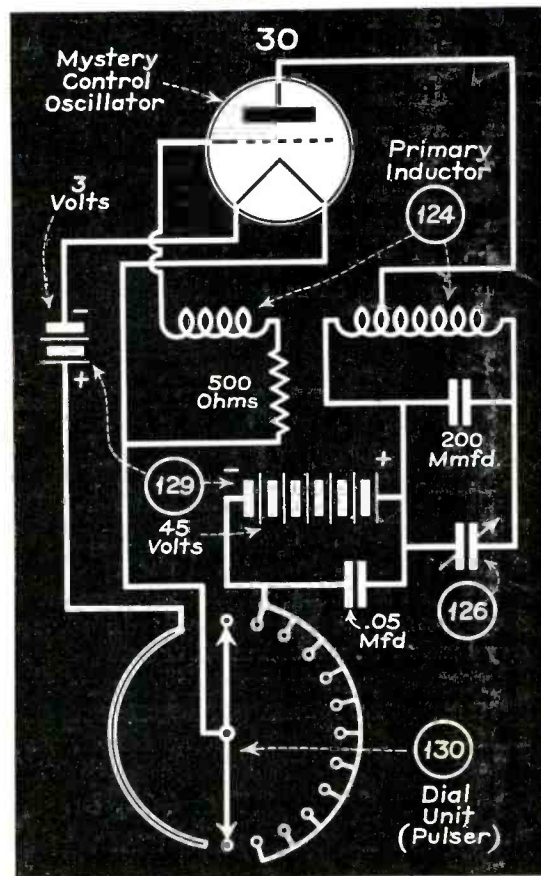 30
Mystery
Control
Oscillator
Primary
Inductor
124
3
Volts
-
+
500
Ohms
200
Mmfd
129
-
+
45
Volts
126
.05
Mfd
130
Dial
Unit
(Pulser)